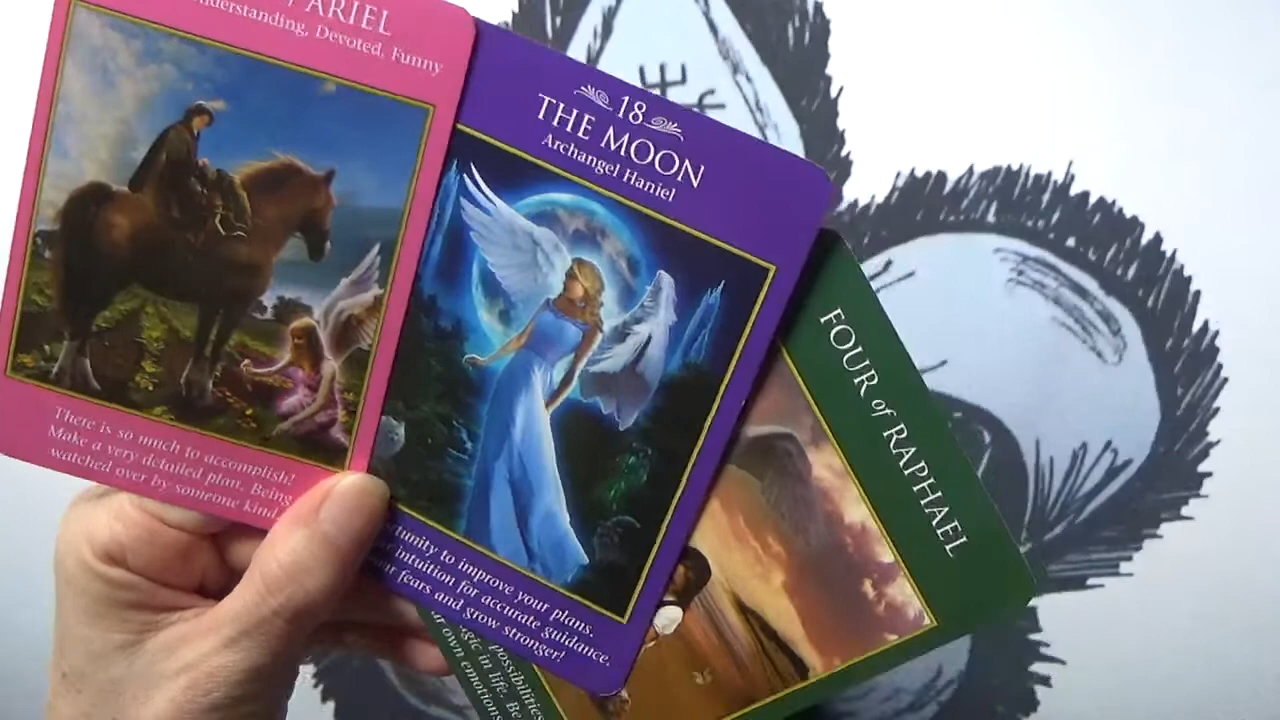 ARIEL
Understanding, Devoted, Funny
There is so much to accomplish!
Make a very detailed plan. Being
watched over by someone kind
18
THE MOON
Archangel Haniel
intuition for accurate guidance.
to improve your plans.
fears and grow stronger!
FOUR of RAPHAEL
possibilities
in life. Be
own emotions